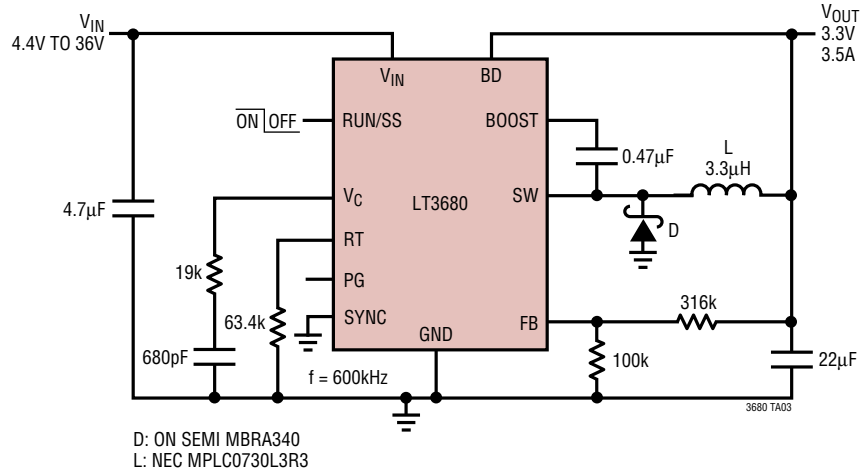 VIN
4.4V TO 36V
VOUT
3.3V
3.5A
VIN
BD
ON OFF
RUN/SS
BOOST
0.47µF
L
3.3µH
4.7µF
VC
LT3680
SW
D
RT
19k
PG
63.4k
SYNC
GND
FB
316k
680pF
f = 600kHz
100k
22µF
3680 TA03
D: ON SEMI MBRA340
L: NEC MPLC0730L3R3